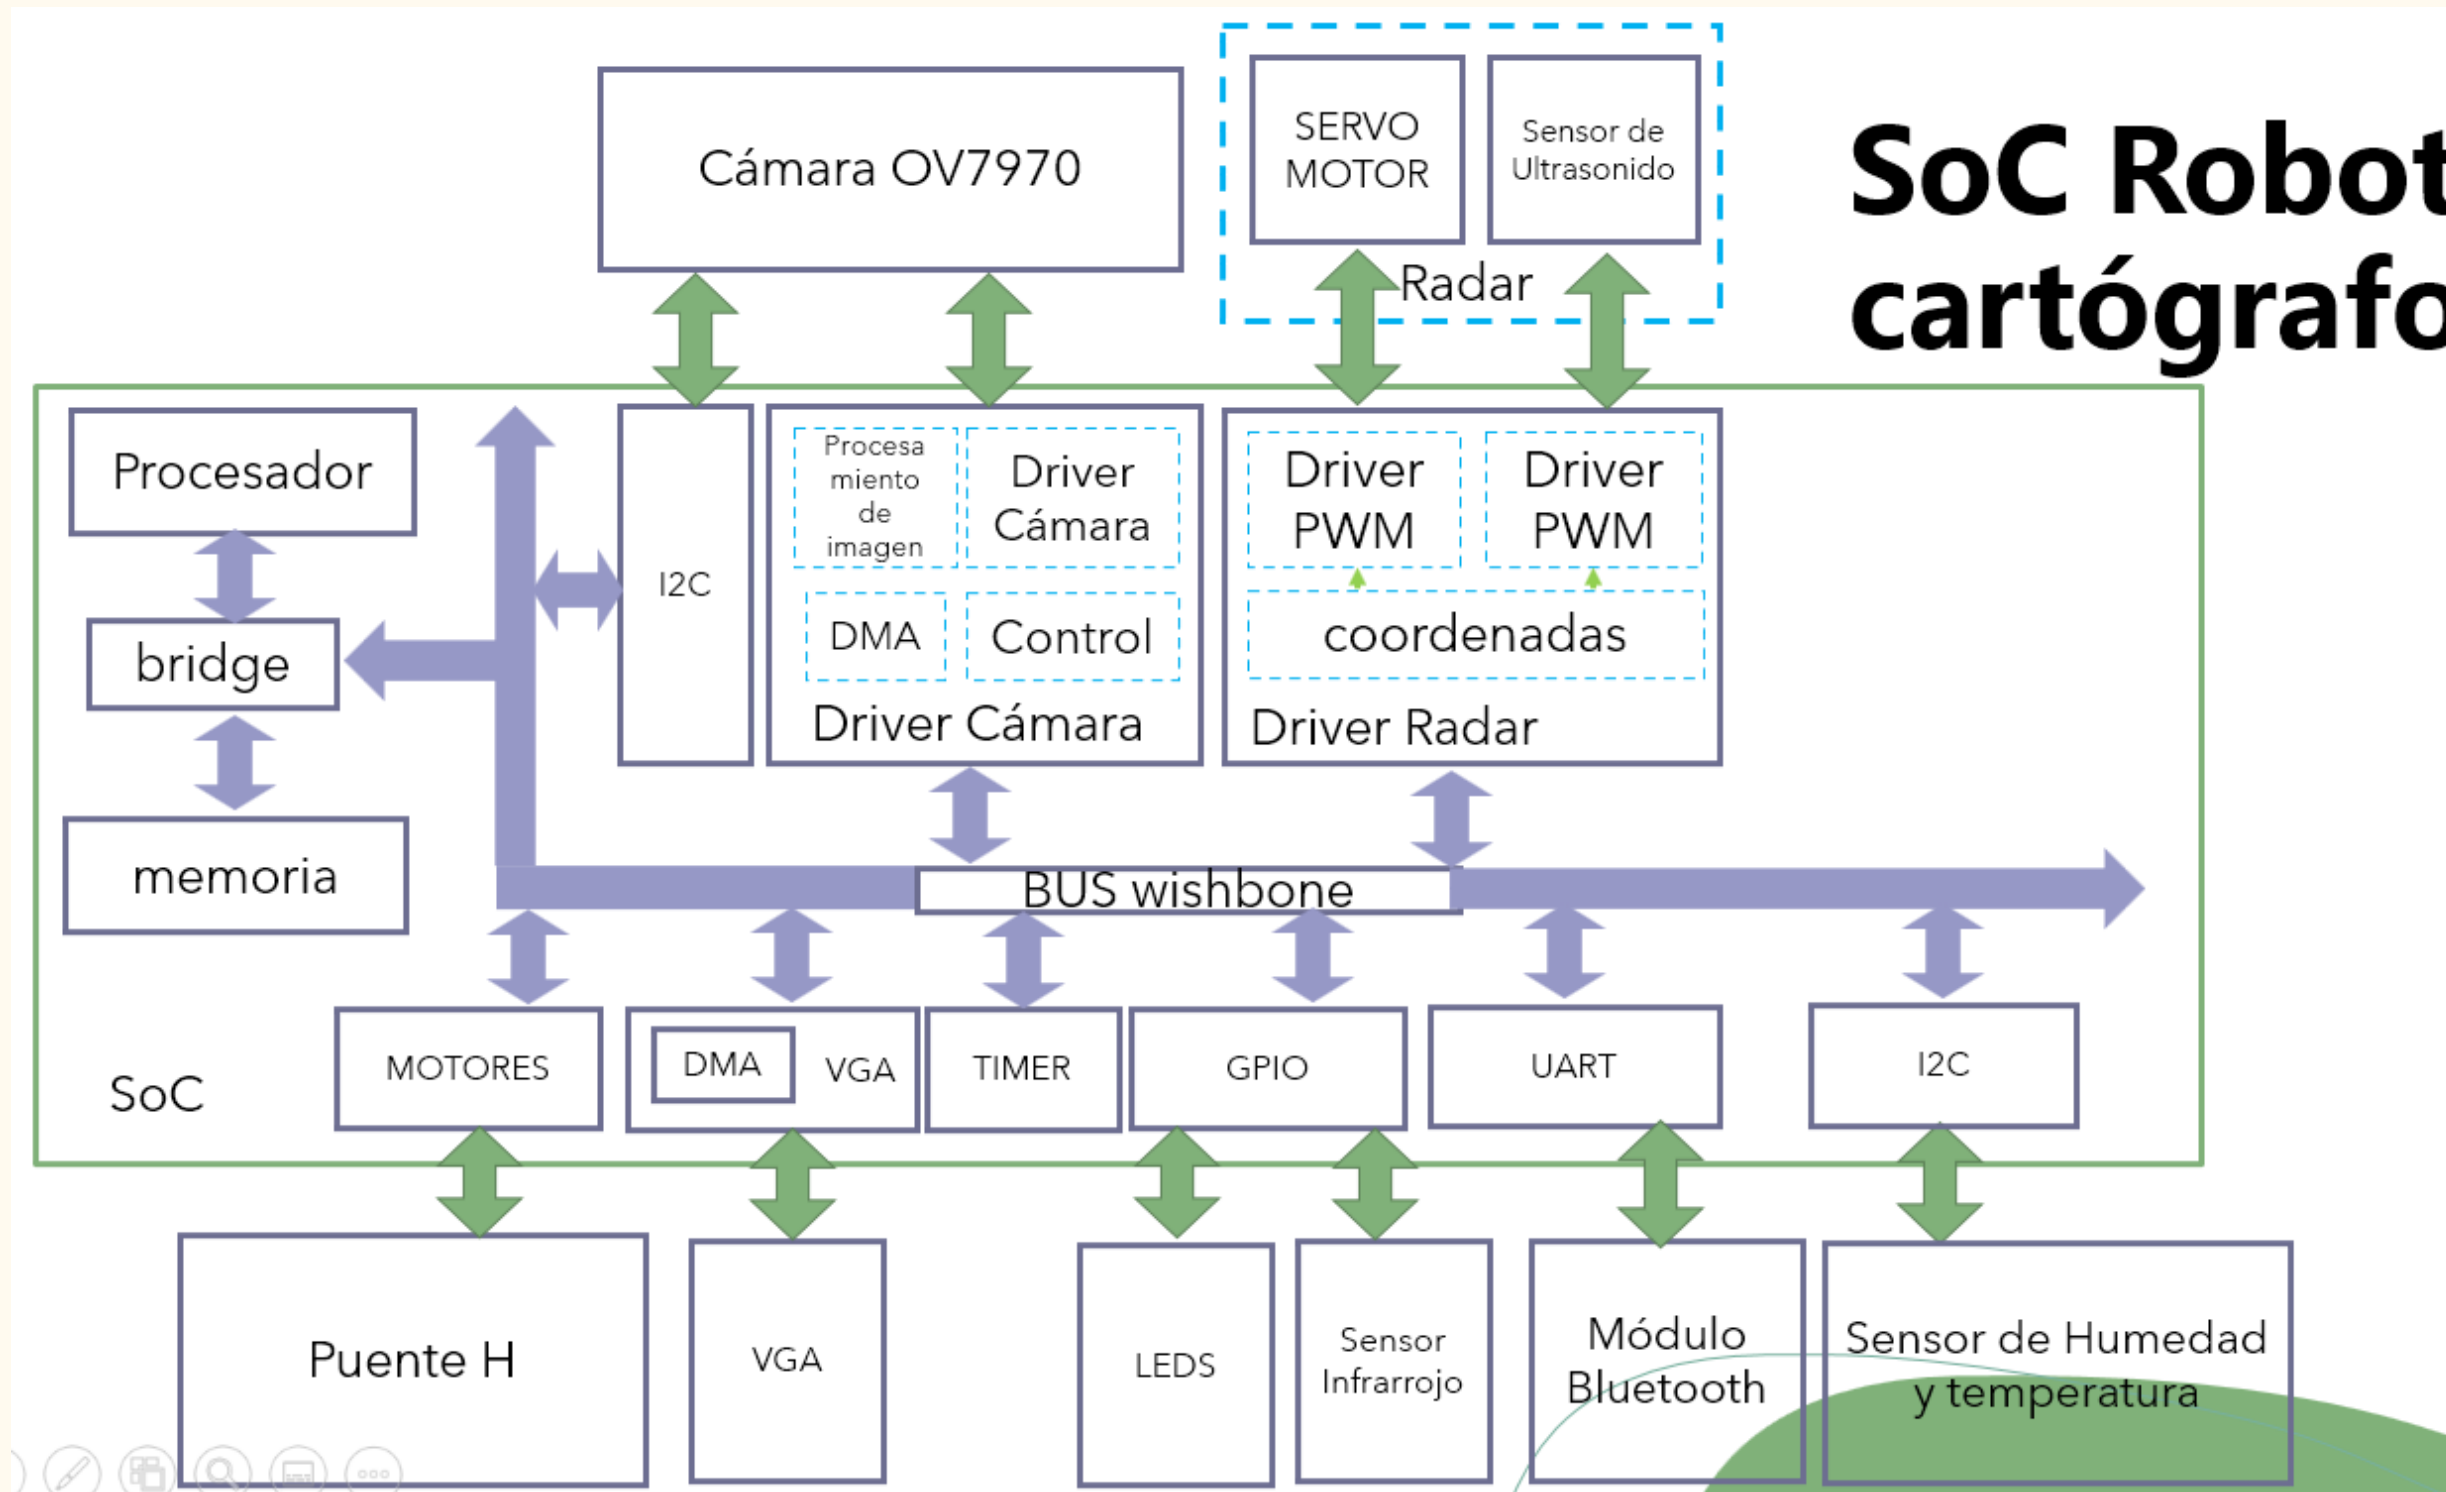 SoC Robot
cartógrafo
Cámara OV7970
SERVO
MOTOR
Sensor de
Ultrasonido
Radar
Procesador
bridge
memoria
I2C
Procesa
miento
de
imagen
Driver
Cámara
DMA
Control
Driver Cámara
Driver
PWM
Driver
PWM
coordenadas
Driver Radar
BUS wishbone
SoC
MOTORES
DMA
VGA
TIMER
GPIO
UART
I2C
Puente H
VGA
LEDS
Sensor
Infrarrojo
Módulo
Bluetooth
Sensor de Humedad
y temperatura